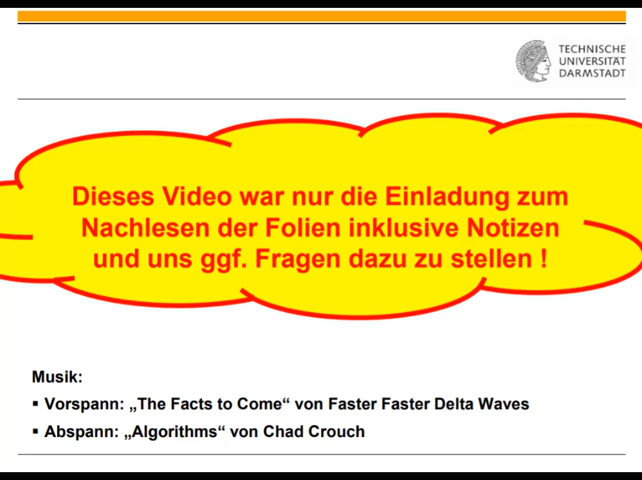 TECHNISCHE
UNIVERSITÄT
DARMSTADT
Dieses Video war nur die Einladung zum
Nachlesen der Folien inklusive Notizen
und uns ggf. Fragen dazu zu stellen !
Musik:
▪ Vorspann: „The Facts to Come“ von Faster Faster Delta Waves
▪ Abspann: „Algorithms“ von Chad Crouch